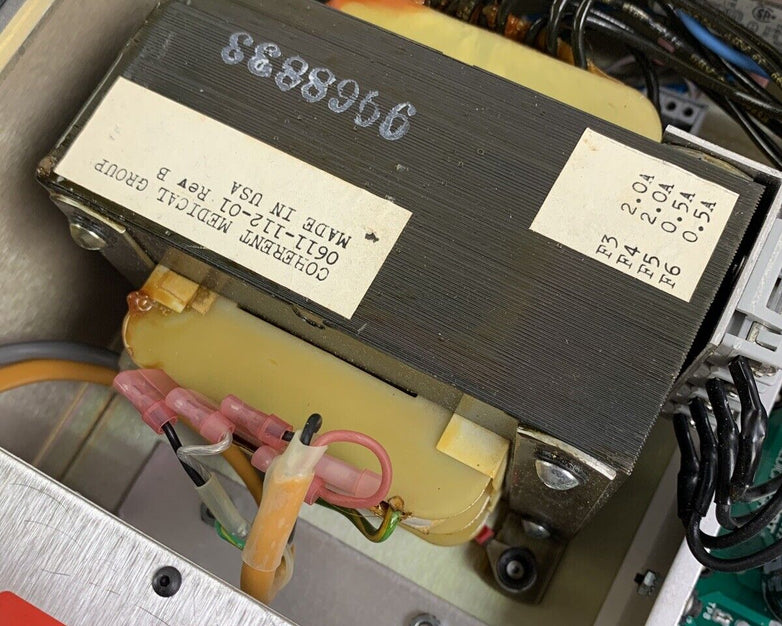 9968833
COHERENT MEDICAL GROUP
0611-112-01 Rev B
MADE IN USA
F3 2.0A
F4 2.0A
F5 0.5A
F6 0.5A